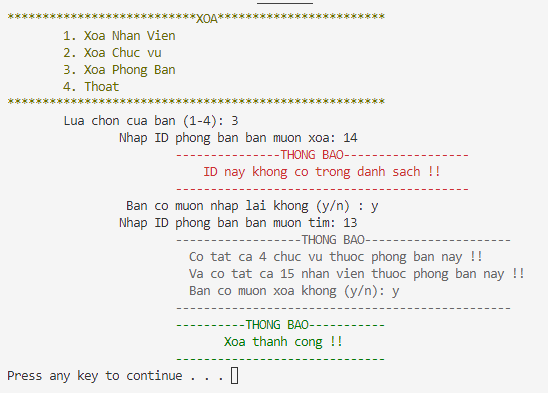 ***************************XOA************************
1. Xoa Nhan Vien
2. Xoa Chuc vu
3. Xoa Phong Ban
4. Thoat
******************************************************
Lua chon cua ban (1-4): 3
Nhap ID phong ban ban muon xoa: 14
---------------THONG BAO------------------
ID nay khong co trong danh sach !!
------------------------------------------
Ban co muon nhap lai khong (y/n) : y
Nhap ID phong ban ban muon tim: 13
------------------THONG BAO---------------------
Co tat ca 4 chuc vu thuoc phong ban nay !!
Va co tat ca 15 nhan vien thuoc phong ban nay !!
Ban co muon xoa khong (y/n): y
------------------------------------------------
----------THONG BAO-----------
Xoa thanh cong !!
------------------------------
Press any key to continue . . .